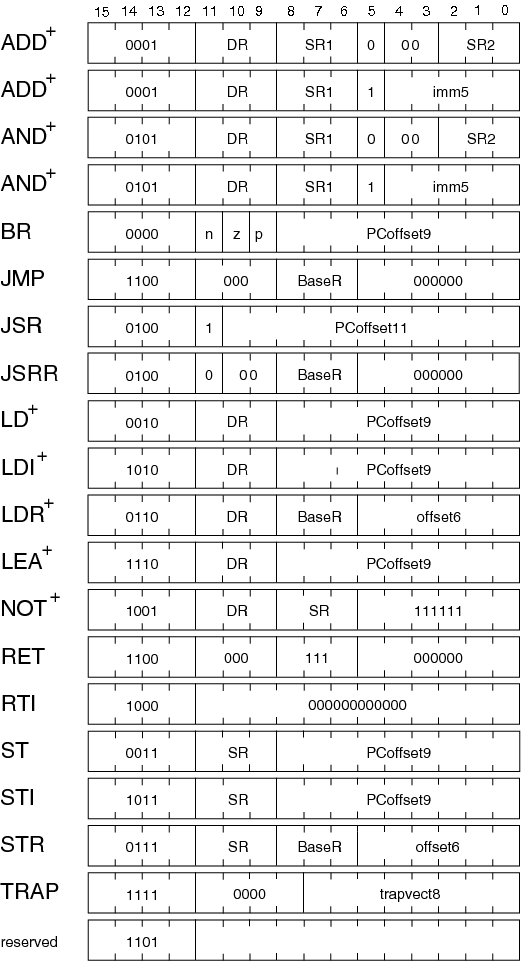 15 14 13 12 11 10 9 8 7 6 5 4 3 2 1 0
ADD+ 0001 DR SR1 0 00 SR2
ADD+ 0001 DR SR1 1 imm5
AND+ 0101 DR SR1 0 00 SR2
AND+ 0101 DR SR1 1 imm5
BR 0000 n z p PCoffset9
JMP 1100 000 BaseR 000000
JSR 0100 1 PCoffset11
JSRR 0100 0 00 BaseR 000000
LD+ 0010 DR PCoffset9
LDI+ 1010 DR PCoffset9
LDR+ 0110 DR BaseR offset6
LEA+ 1110 DR PCoffset9
NOT+ 1001 DR SR 111111
RET 1100 000 111 000000
RTI 1000 000000000000
ST 0011 SR PCoffset9
STI 1011 SR PCoffset9
STR 0111 SR BaseR offset6
TRAP 1111 0000 trapvect8
reserved 1101